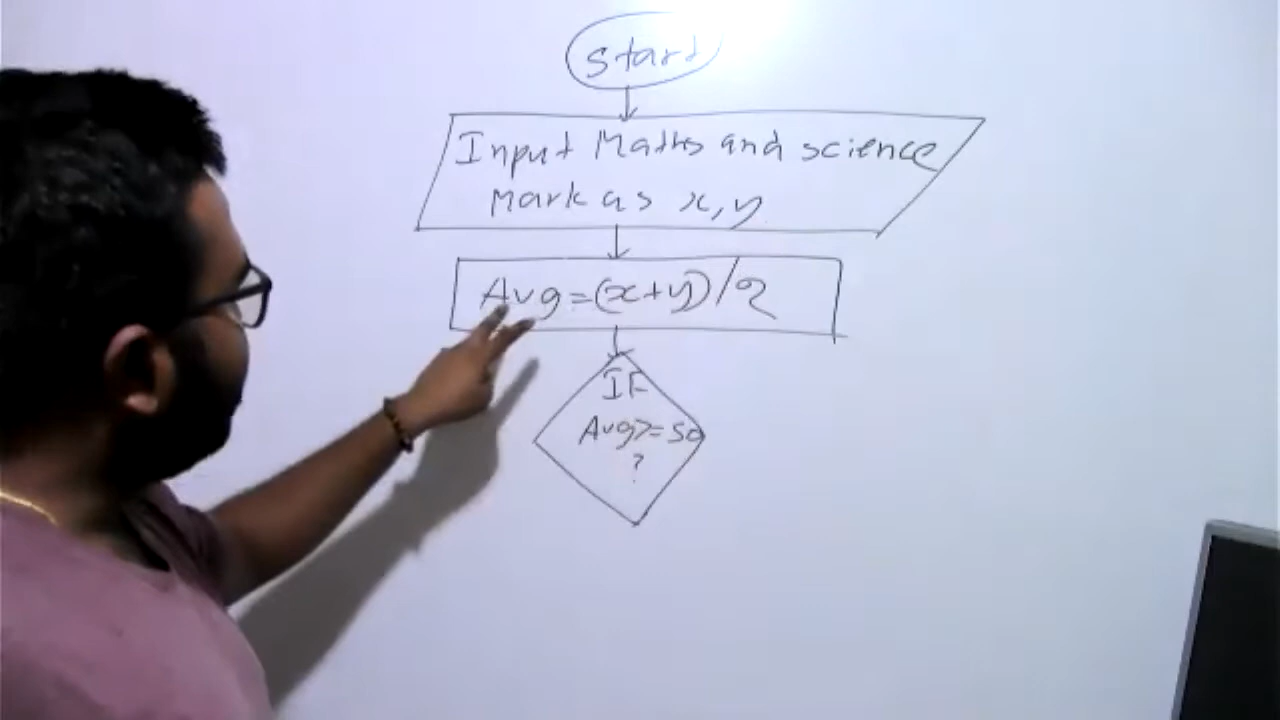 Start
Input Maths and science
Mark as x, y
Avg=(x+y)/2
IF
Avg>=50
?